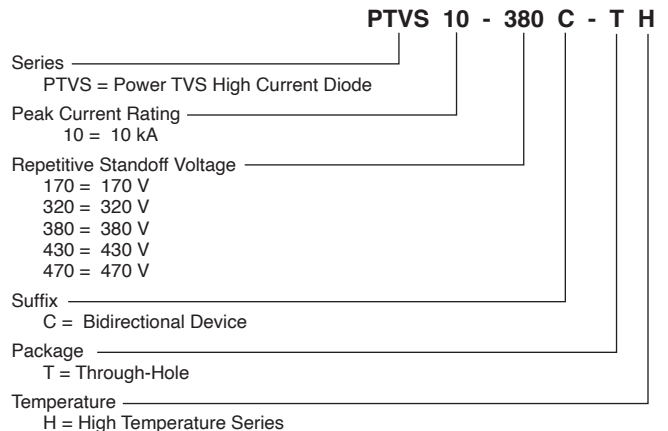 PTVS 10 - 380 C - T H
Series
PTVS = Power TVS High Current Diode
Peak Current Rating
10 = 10 kA
Repetitive Standoff Voltage
170 = 170 V
320 = 320 V
380 = 380 V
430 = 430 V
470 = 470 V
Suffix
C = Bidirectional Device
Package
T = Through-Hole
Temperature
H = High Temperature Series